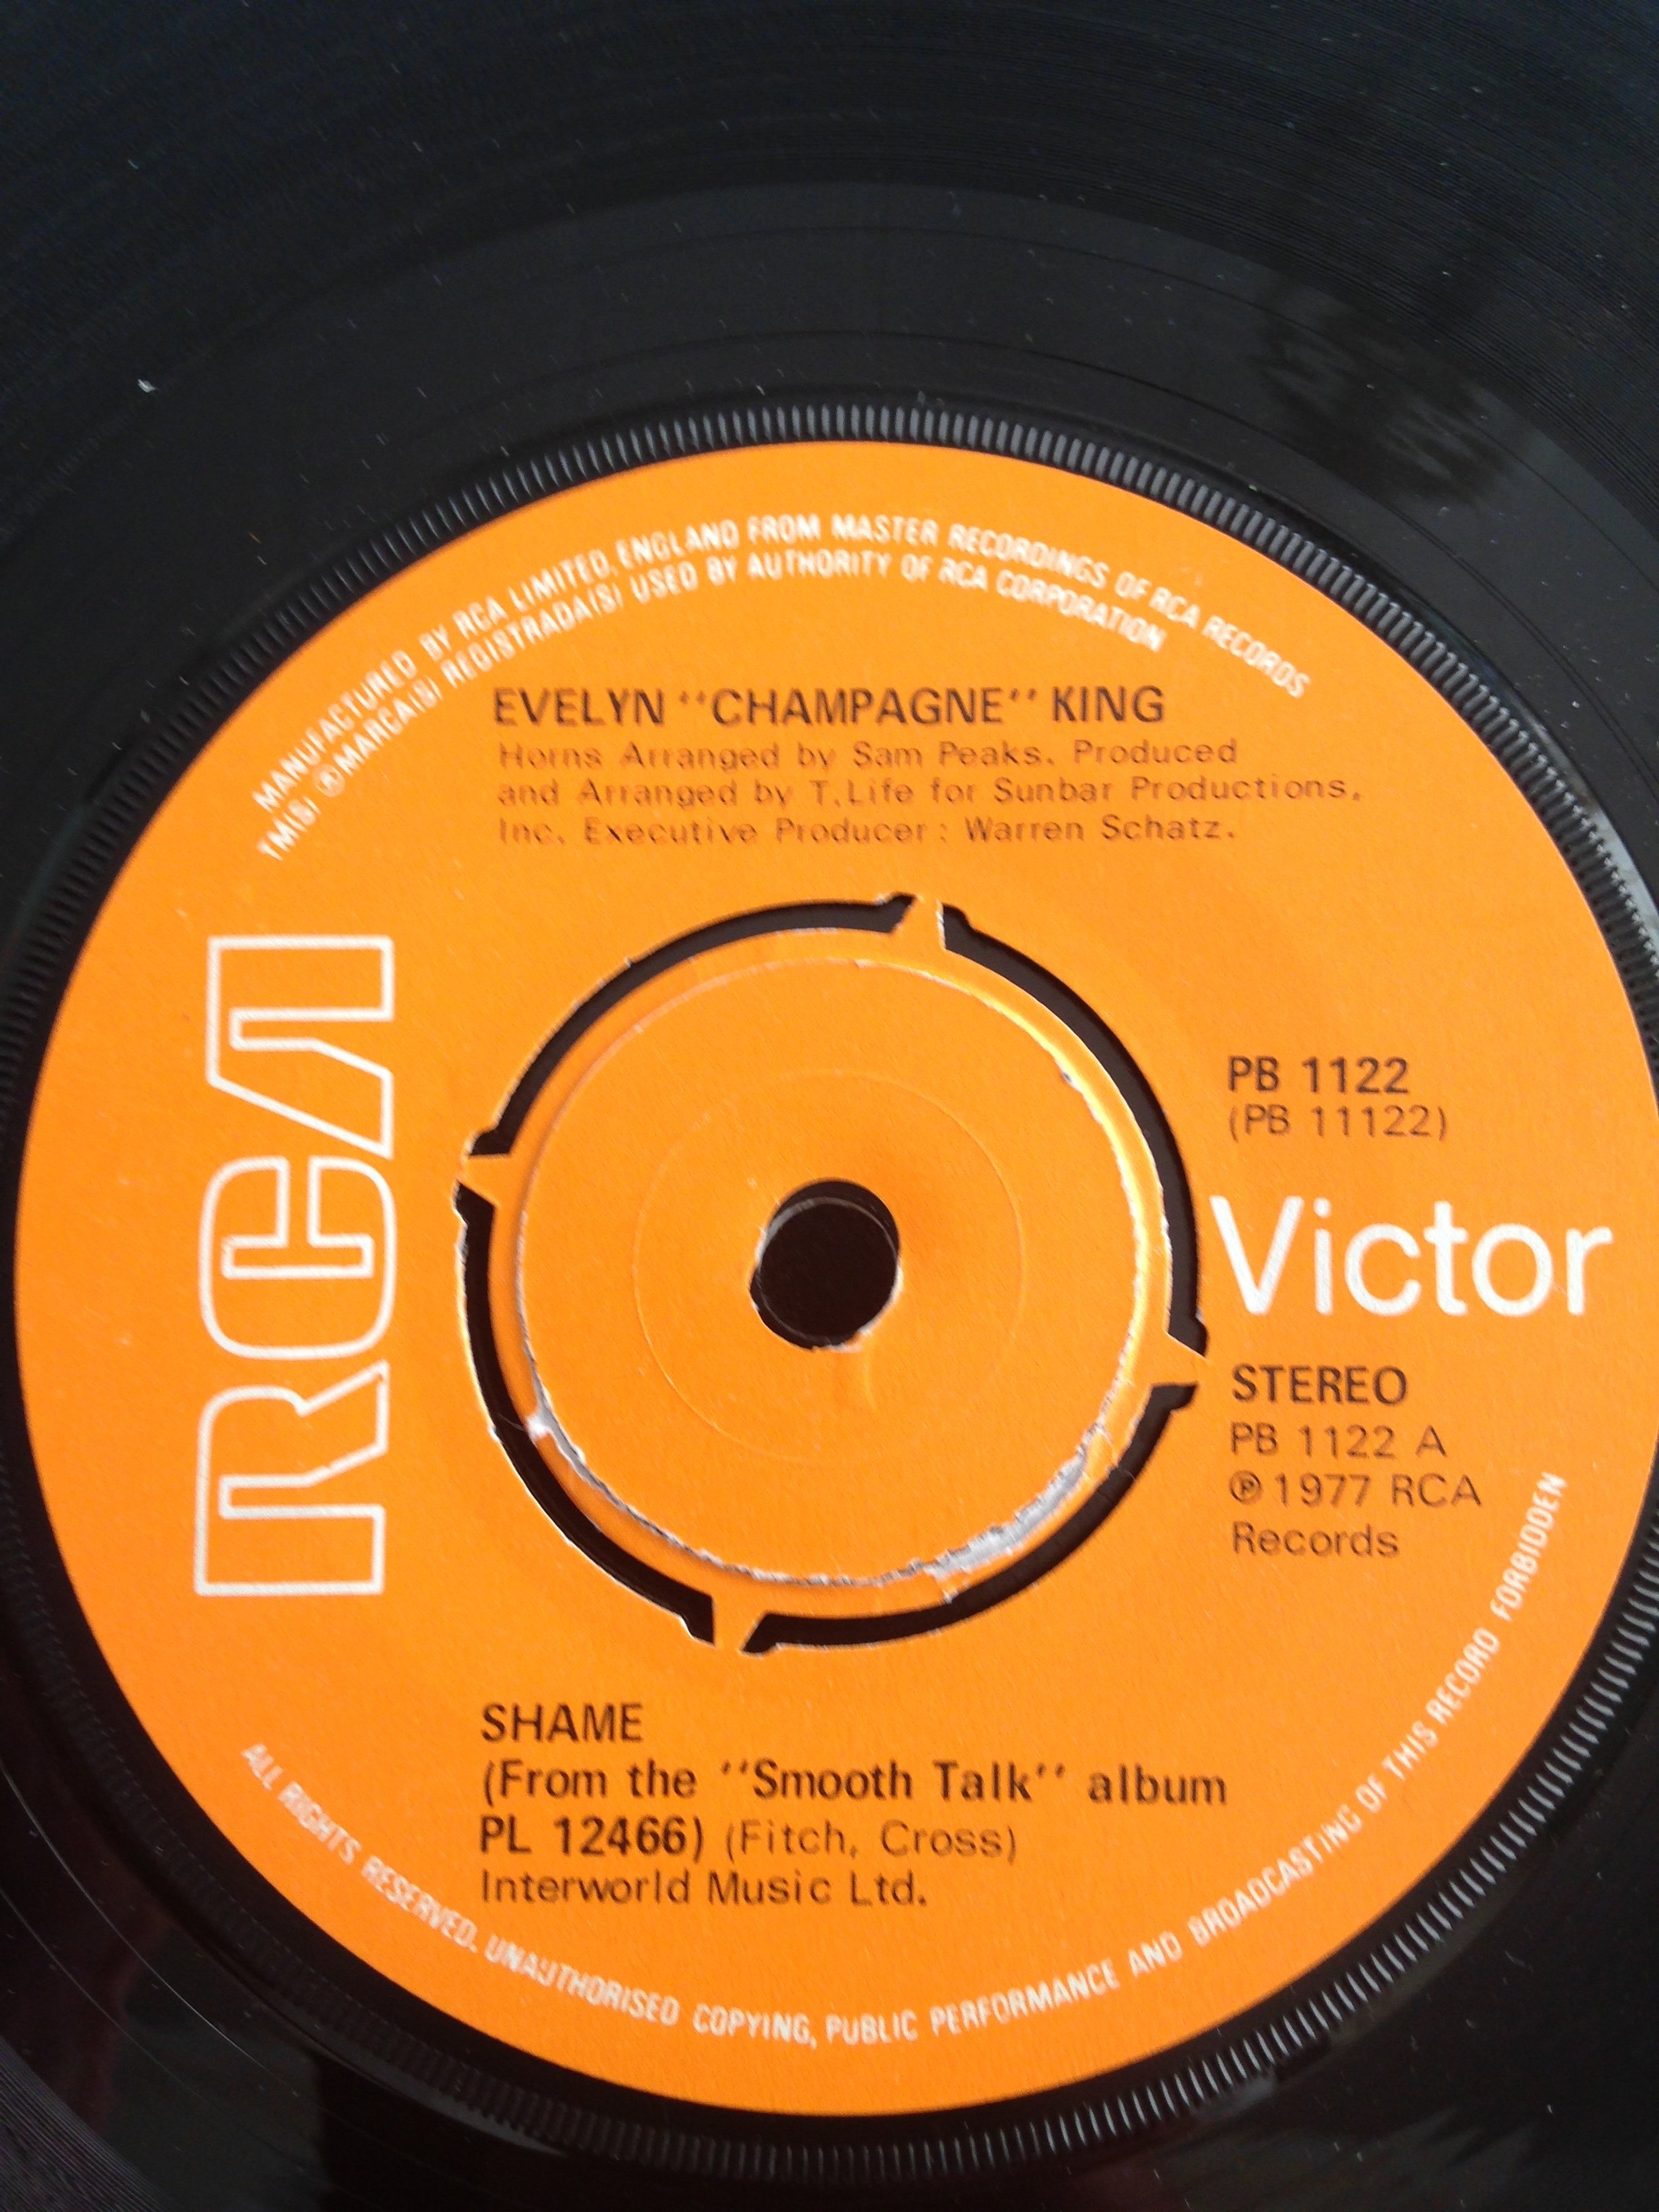 MANUFACTURED BY RCA LIMITED, ENGLAND FROM MASTER RECORDINGS OF RCA RECORDS
TM(S) ® MARCA(S) REGISTRADA(S) USED BY AUTHORITY OF RCA CORPORATION
EVELYN "CHAMPAGNE" KING
Horns Arranged by Sam Peaks. Produced
and Arranged by T.Life for Sunbar Productions,
Inc. Executive Producer: Warren Schatz.
RCA
PB 1122
(PB 11122)
Victor
STEREO
PB 1122 A
℗ 1977 RCA
Records
SHAME
(From the "Smooth Talk" album
PL 12466) (Fitch, Cross)
Interworld Music Ltd.
ALL RIGHTS RESERVED. UNAUTHORISED COPYING, PUBLIC PERFORMANCE AND BROADCASTING OF THIS RECORD FORBIDDEN